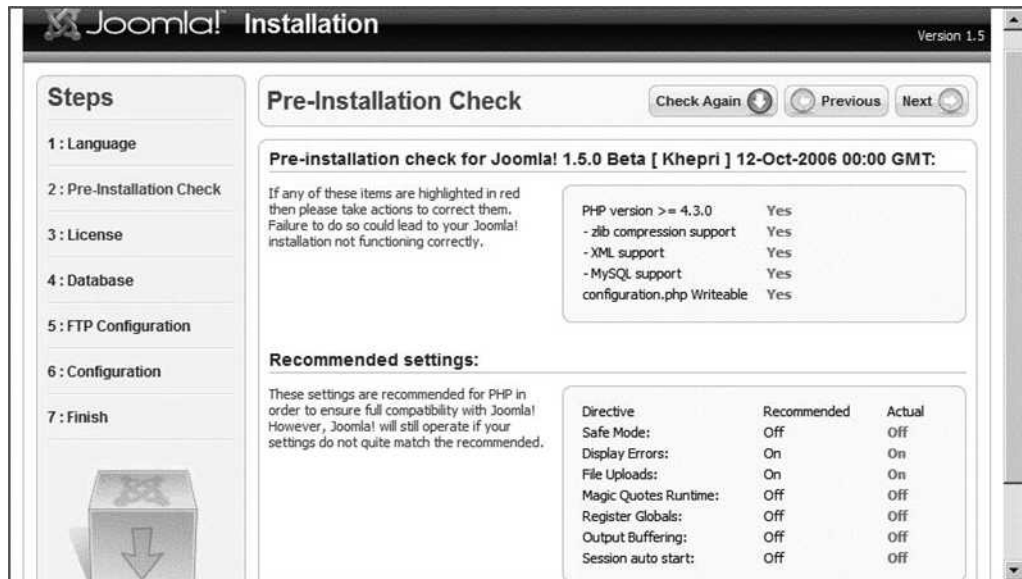 Joomla! Installation
Version 1.5
Steps
1 : Language
2 : Pre-Installation Check
3 : License
4 : Database
5 : FTP Configuration
6 : Configuration
7 : Finish
Pre-Installation Check
Check Again
Previous
Next
Pre-installation check for Joomla! 1.5.0 Beta [ Khepri ] 12-Oct-2006 00:00 GMT:
If any of these items are highlighted in red
then please take actions to correct them.
Failure to do so could lead to your Joomla!
installation not functioning correctly.
PHP version >= 4.3.0 Yes
- zlib compression support Yes
- XML support Yes
- MySQL support Yes
configuration.php Writeable Yes
Recommended settings:
These settings are recommended for PHP in
order to ensure full compatibility with Joomla!
However, Joomla! will still operate if your
settings do not quite match the recommended.
Directive Recommended Actual
Safe Mode: Off Off
Display Errors: On On
File Uploads: On On
Magic Quotes Runtime: Off Off
Register Globals: Off Off
Output Buffering: Off Off
Session auto start: Off Off